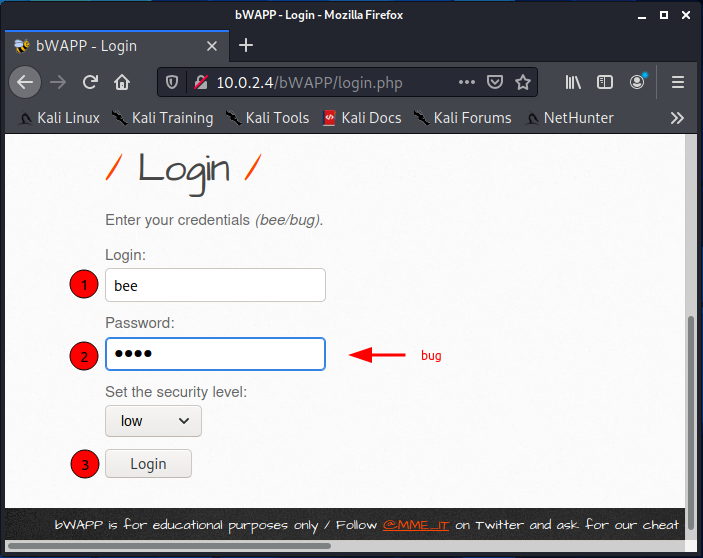 bWAPP - Login - Mozilla Firefox
bWAPP - Login
10.0.2.4/bWAPP/login.php
Kali Linux Kali Training Kali Tools Kali Docs Kali Forums NetHunter
/ Login /
Enter your credentials (bee/bug).
Login:
1 bee
Password:
2 •••• bug
Set the security level:
low
3 Login
bWAPP is for educational purposes only / Follow @MME_IT on Twitter and ask for our cheat